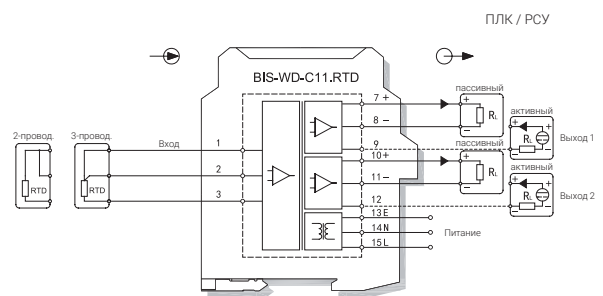 ПЛК / РСУ
BIS-WD-C11.RTD
пассивный
7 +
+
RL
8 −
−
активный
+ +
RL
− −
Выход 1
9
пассивный
10 +
+
RL
11 −
−
активный
+ +
RL
− −
Выход 2
12
13 E
14 N
Питание
15 L
2-провод.
3-провод.
Вход
1
2
3
RTD
RTD